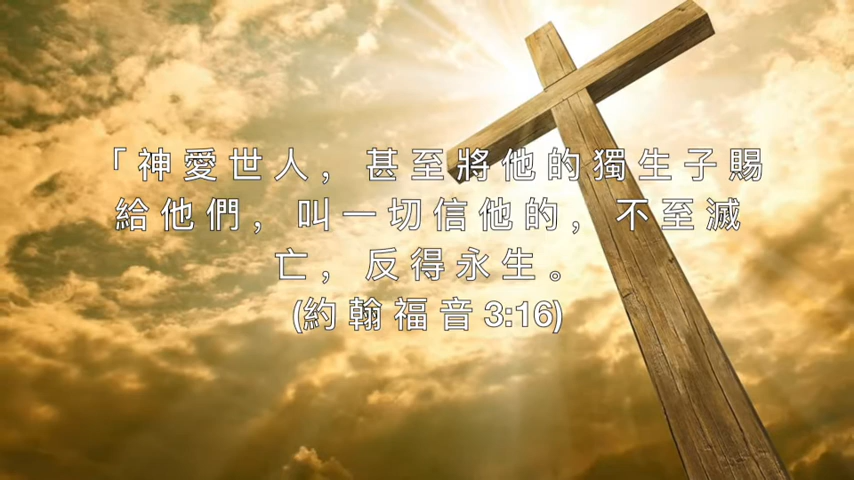 「神愛世人，甚至將他的獨生子賜
給他們，叫一切信他的，不至滅
亡，反得永生。
(約翰福音 3:16)